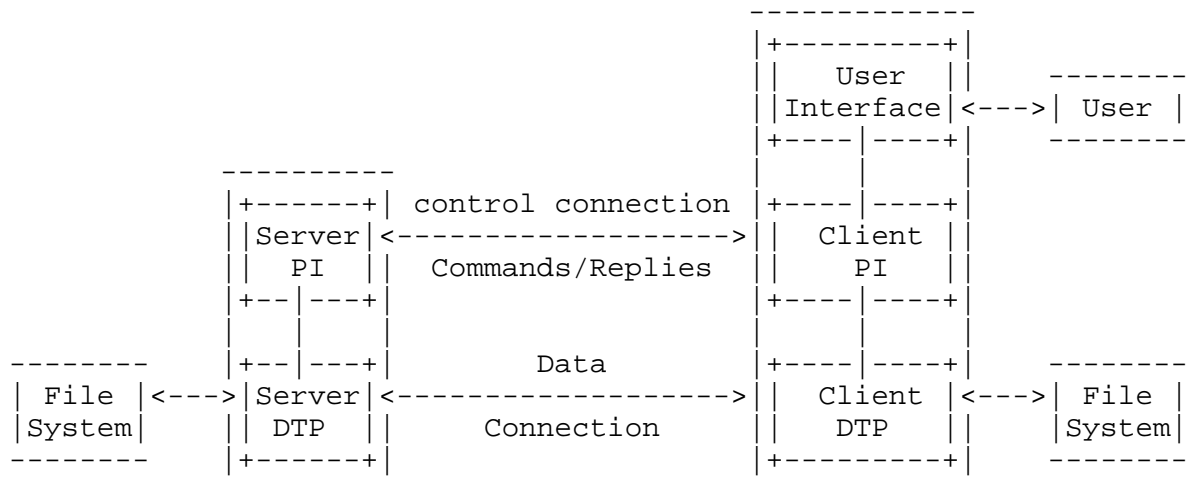 User
Interface User
control connection
Server Client
PI Commands/Replies PI
Data
File Server Client File
System DTP Connection DTP System